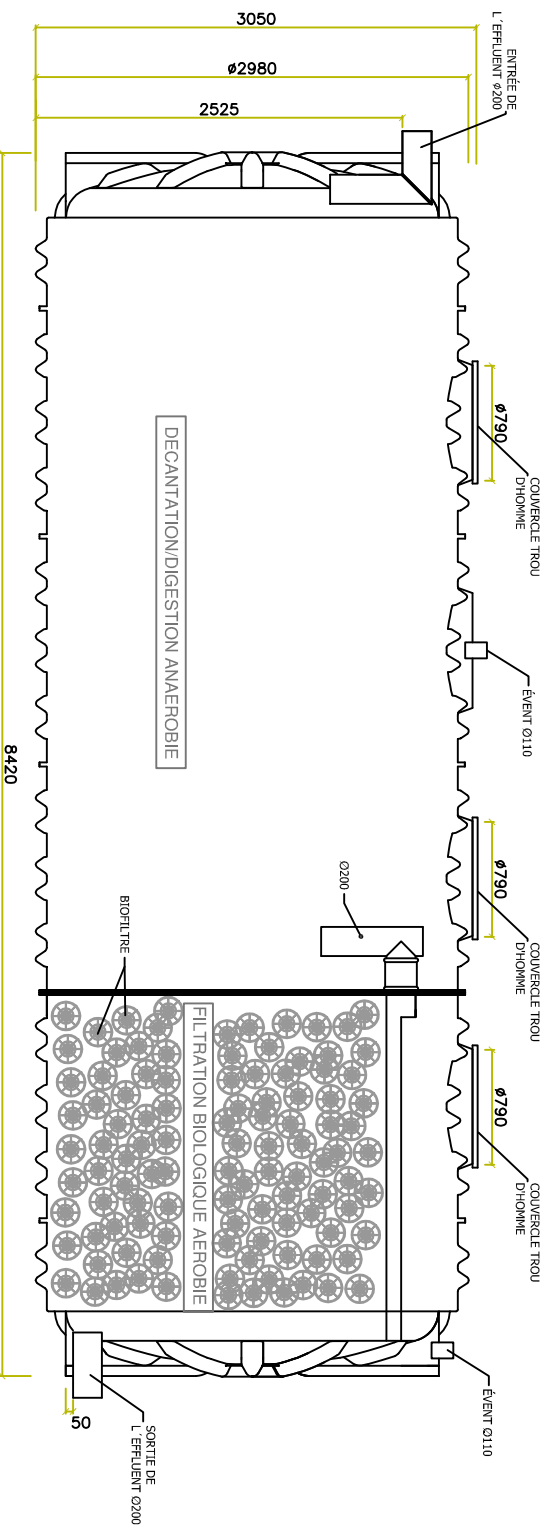 3050
ø2980
2525
ENTRÉE DE
L´EFFLUENT ø200
ø790
COUVERCLE TROU
D'HOMME
ÉVENT Ø110
ø790
COUVERCLE TROU
D'HOMME
ø790
COUVERCLE TROU
D'HOMME
ÉVENT Ø110
DECANTATION/DIGESTION ANAEROBIE
Ø200
BIOFILTRE
FILTRATION BIOLOGIQUE AEROBIE
8420
50
SORTIE DE
L´EFFLUENT Ø200